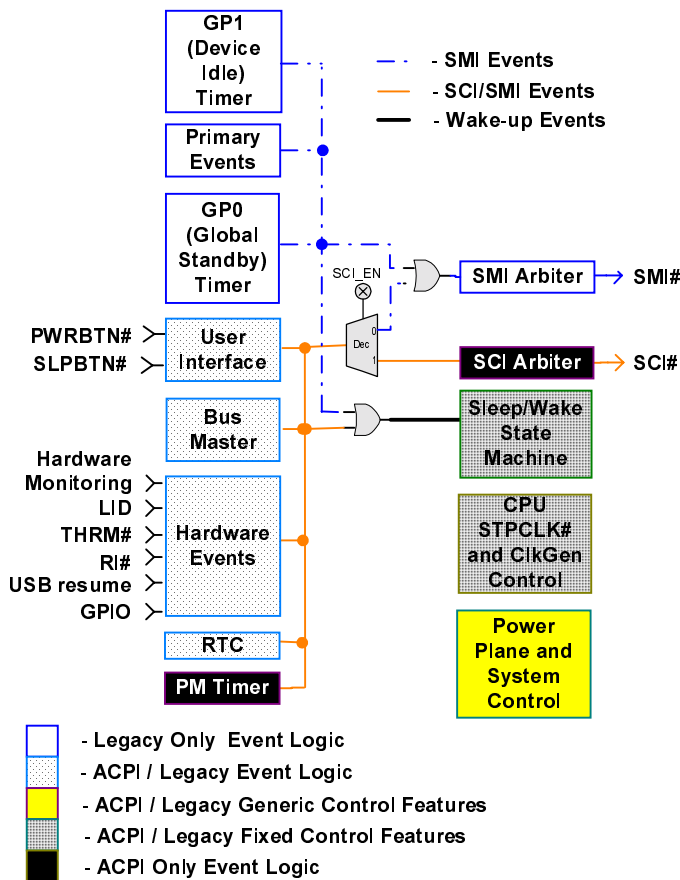 GP1
(Device
Idle)
Timer
- SMI Events
- SCI/SMI Events
- Wake-up Events
Primary
Events
GP0
(Global
Standby)
Timer
SCI_EN
SMI Arbiter
SMI#
PWRBTN#
SLPBTN#
User
Interface
0
Dec
1
SCI Arbiter
SCI#
Bus
Master
Sleep/Wake
State
Machine
Hardware
Monitoring
LID
THRM#
RI#
USB resume
GPIO
Hardware
Events
CPU
STPCLK#
and ClkGen
Control
RTC
PM Timer
Power
Plane and
System
Control
- Legacy Only Event Logic
- ACPI / Legacy Event Logic
- ACPI / Legacy Generic Control Features
- ACPI / Legacy Fixed Control Features
- ACPI Only Event Logic